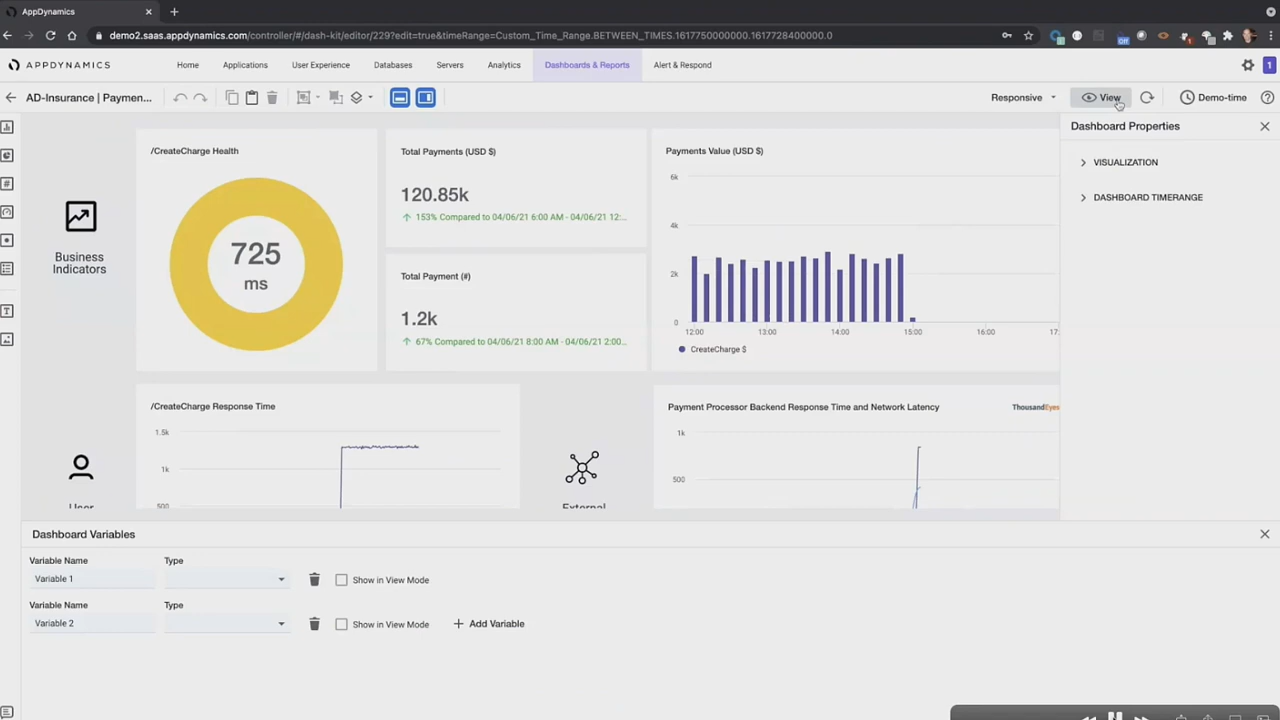 AppDynamics
demo2.saas.appdynamics.com/controller/#/dash-kit/editor/229?edit=true&timeRange=Custom_Time_Range.BETWEEN_TIMES.1617750000000.1617728400000.0
Off
APPDYNAMICS
Home
Applications
User Experience
Databases
Servers
Analytics
Dashboards & Reports
Alert & Respond
1
AD-Insurance | Paymen...
Responsive
View
Demo-time
Dashboard Properties
VISUALIZATION
DASHBOARD TIMERANGE
Business
Indicators
/CreateCharge Health
725
ms
Total Payments (USD $)
120.85k
153% Compared to 04/06/21 6:00 AM - 04/06/21 12:...
Total Payment (#)
1.2k
67% Compared to 04/06/21 8:00 AM - 04/06/21 2:00...
Payments Value (USD $)
6k
4k
2k
0
12:00
13:00
14:00
15:00
16:00
17:
CreateCharge $
User
/CreateCharge Response Time
1.5k
1k
500
External
Payment Processor Backend Response Time and Network Latency
ThousandEyes
1k
500
Dashboard Variables
Variable Name
Type
Variable 1
Show in View Mode
Variable Name
Type
Variable 2
Show in View Mode
Add Variable